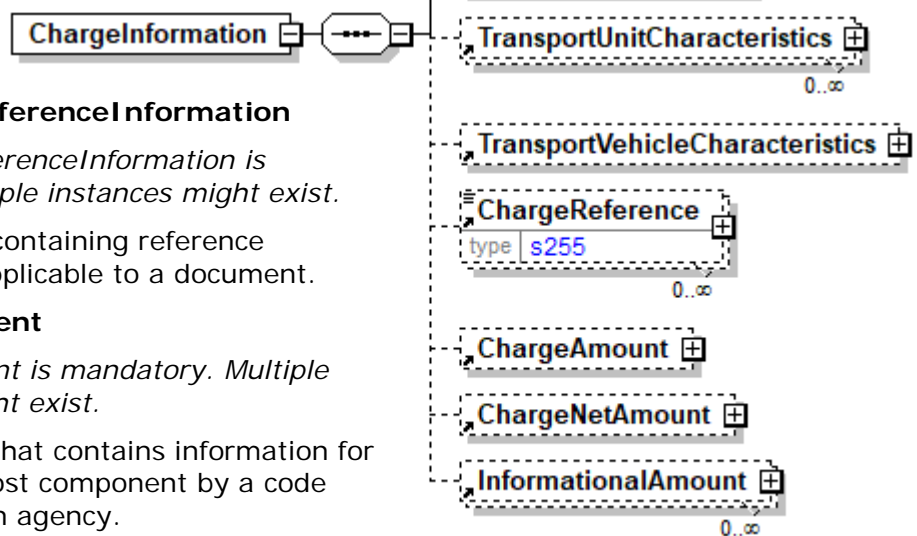 ChargeInformation
ferenceInformation
erenceInformation is
ple instances might exist.
containing reference
oplicable to a document.
ent
nt is mandatory. Multiple
nt exist.
hat contains information for
ost component by a code
n agency.
TransportUnitCharacteristics
0..∞
TransportVehicleCharacteristics
ChargeReference
type s255
0..∞
ChargeAmount
ChargeNetAmount
InformationalAmount
0..∞